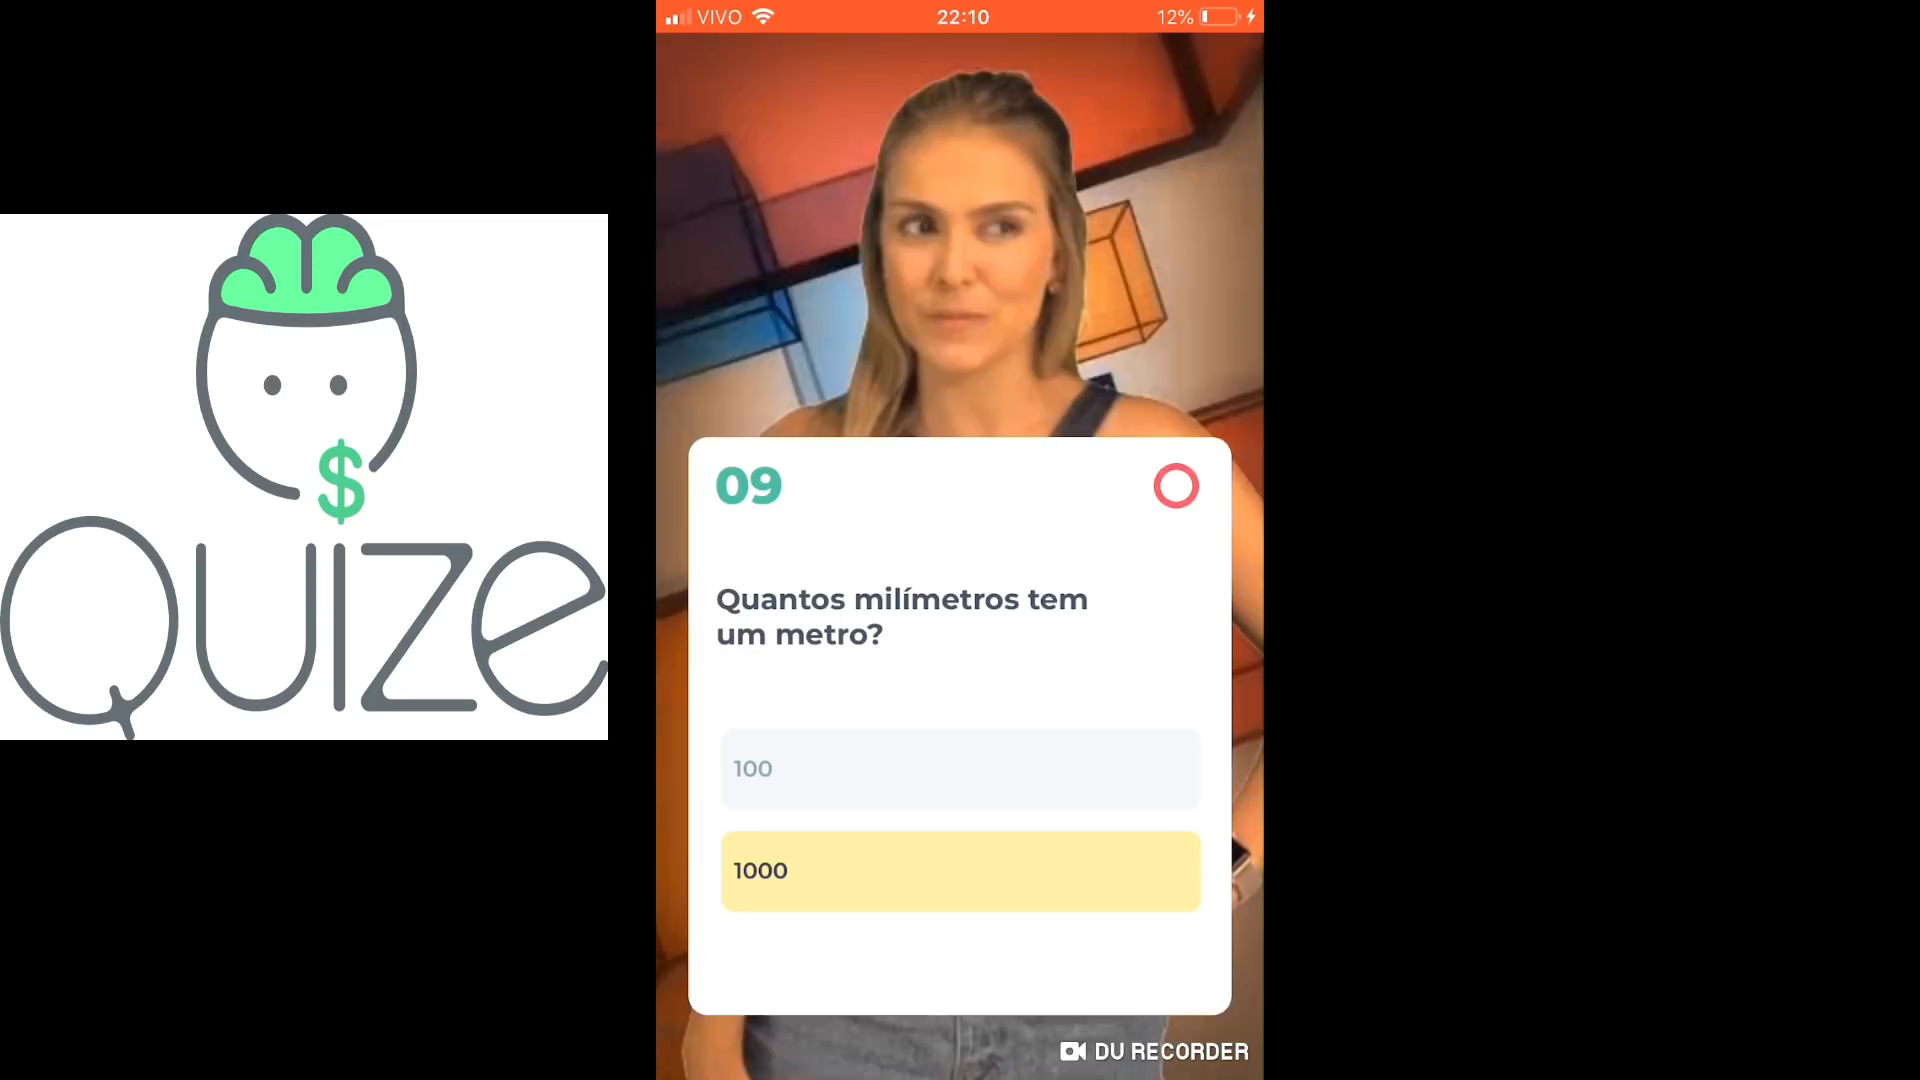 VIVO
22:10
12%
Quize
09
Quantos milímetros tem
um metro?
100
1000
DU RECORDER